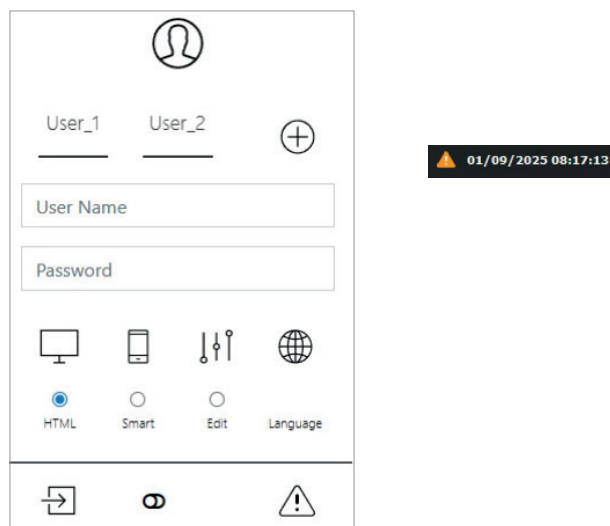 User_1 User_2
01/09/2025 08:17:13
User Name
Password
HTML Smart Edit Language